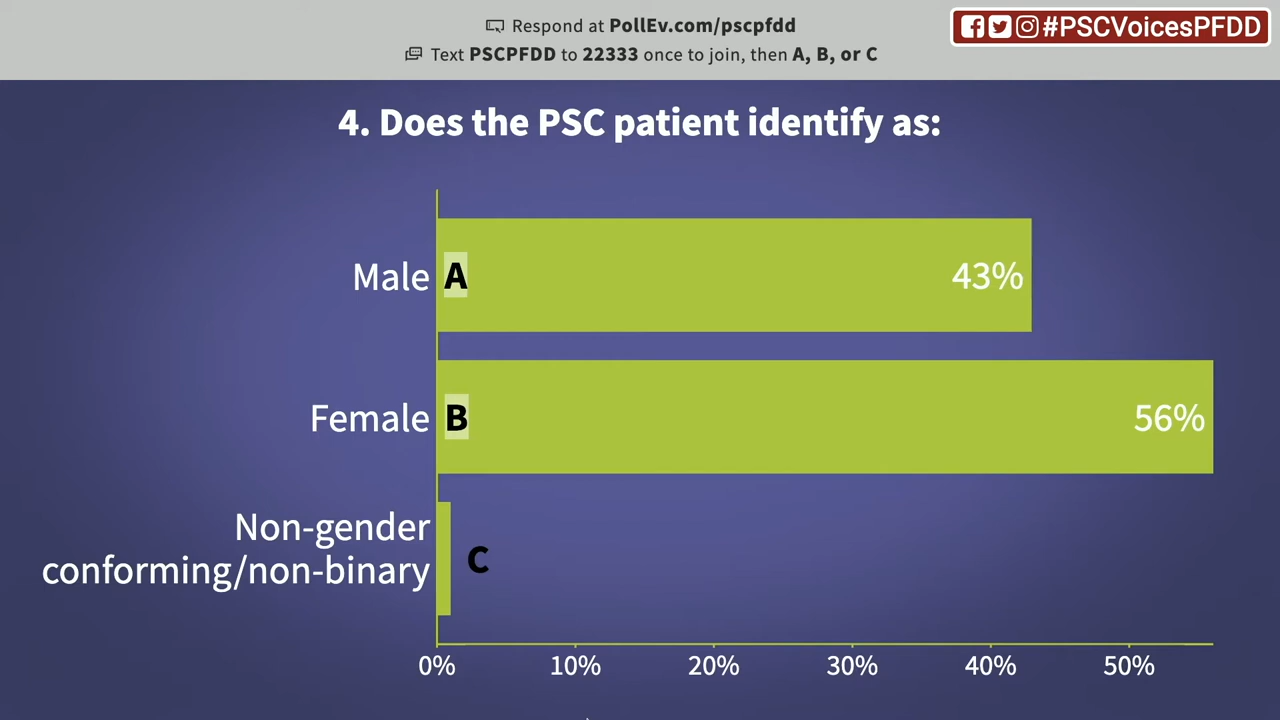 Respond at PollEv.com/pscpfdd
#PSCVoicesPFDD
Text PSCPFDD to 22333 once to join, then A, B, or C
4. Does the PSC patient identify as:
Male A 43%
Female B 56%
Non-gender
conforming/non-binary
C
0% 10% 20% 30% 40% 50%